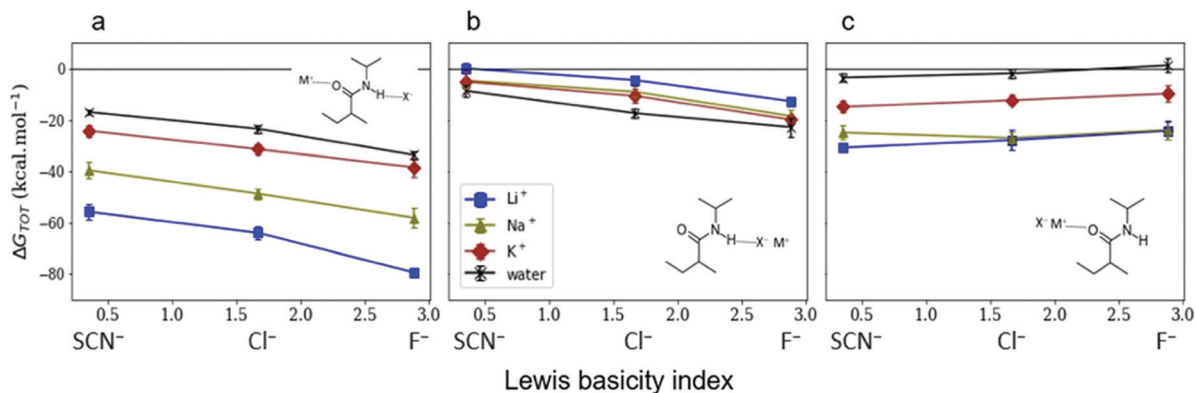 a
b
c
ΔG_TOT (kcal.mol⁻¹)
0
−20
−40
−60
−80
M⁺
O
N
H
X⁻
0.5 1.0 1.5 2.0 2.5 3.0
SCN⁻ Cl⁻ F⁻
Li⁺
Na⁺
K⁺
water
O
N
H
X⁻ M⁺
0.5 1.0 1.5 2.0 2.5 3.0
SCN⁻ Cl⁻ F⁻
X⁻ M⁺
O
N
H
0.5 1.0 1.5 2.0 2.5 3.0
SCN⁻ Cl⁻ F⁻
Lewis basicity index